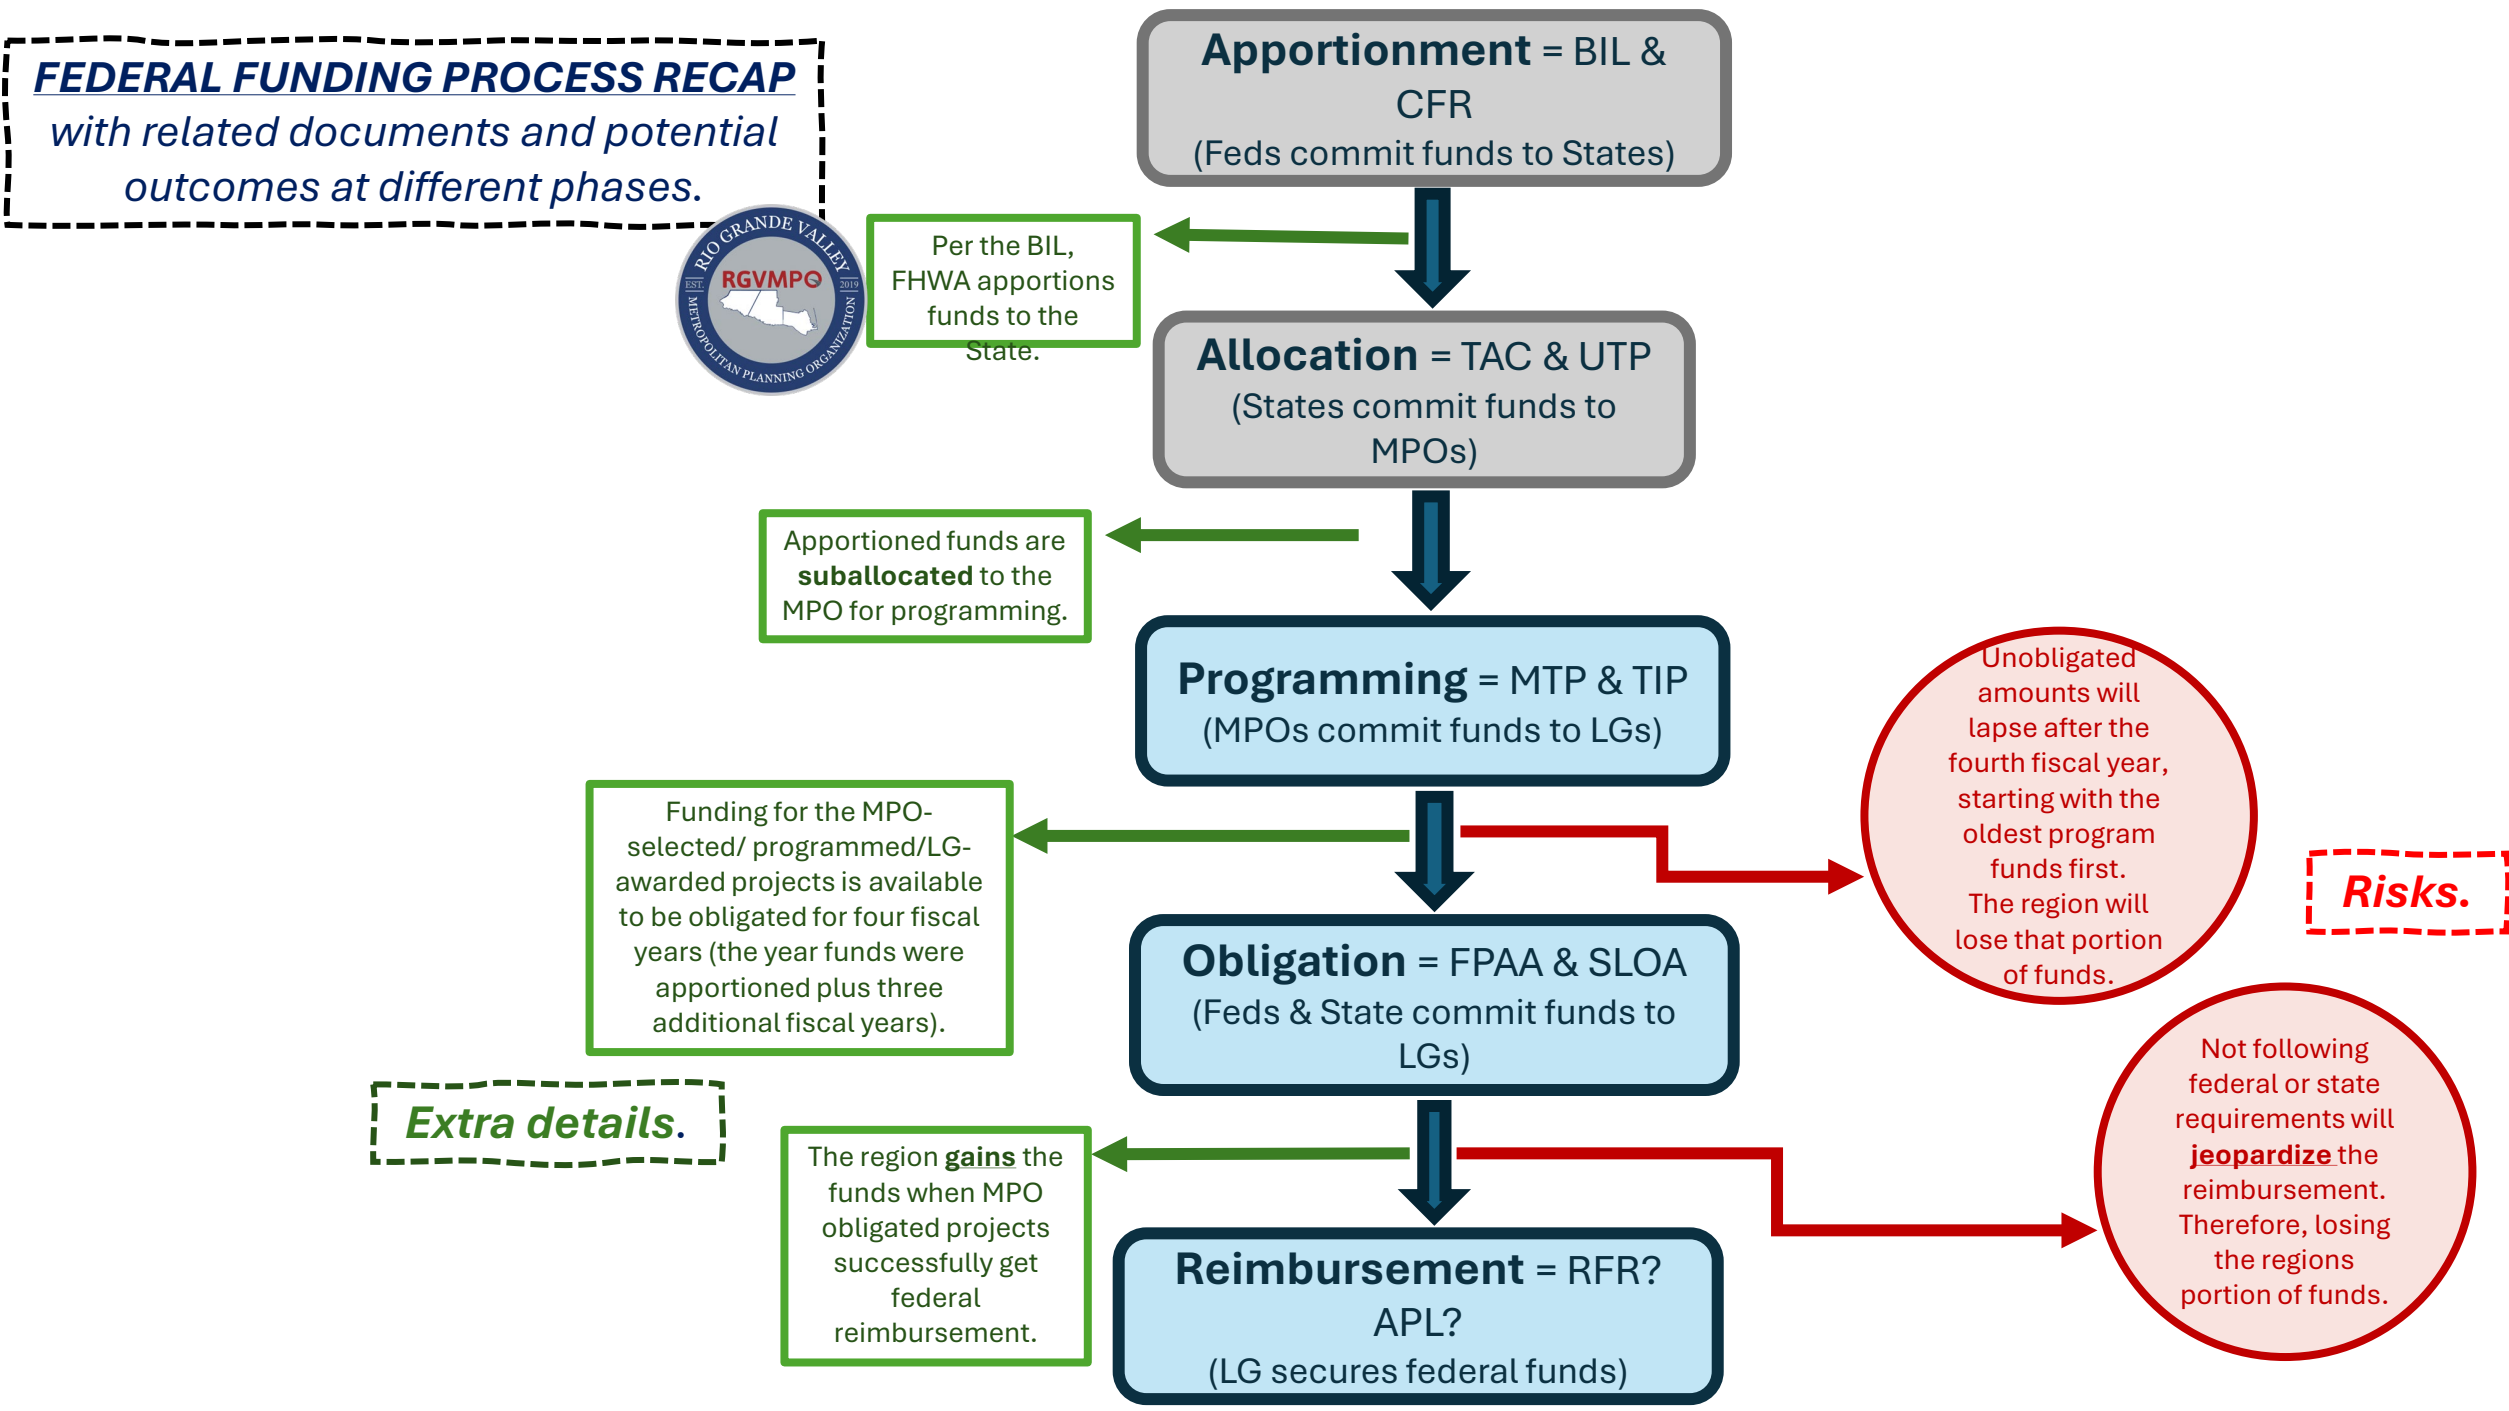 FEDERAL FUNDING PROCESS RECAP
with related documents and potential
outcomes at different phases.
RIO GRANDE VALLEY
EST.
RGVMPO
2019
METROPOLITAN PLANNING ORGANIZATION
Apportionment = BIL &
CFR
(Feds commit funds to States)
Per the BIL,
FHWA apportions
funds to the
State.
Allocation = TAC & UTP
(States commit funds to
MPOs)
Apportioned funds are
suballocated to the
MPO for programming.
Programming = MTP & TIP
(MPOs commit funds to LGs)
Funding for the MPO-
selected/ programmed/LG-
awarded projects is available
to be obligated for four fiscal
years (the year funds were
apportioned plus three
additional fiscal years).
Unobligated
amounts will
lapse after the
fourth fiscal year,
starting with the
oldest program
funds first.
The region will
lose that portion
of funds.
Risks.
Obligation = FPAA & SLOA
(Feds & State commit funds to
LGs)
Extra details.
The region gains the
funds when MPO
obligated projects
successfully get
federal
reimbursement.
Not following
federal or state
requirements will
jeopardize the
reimbursement.
Therefore, losing
the regions
portion of funds.
Reimbursement = RFR?
APL?
(LG secures federal funds)